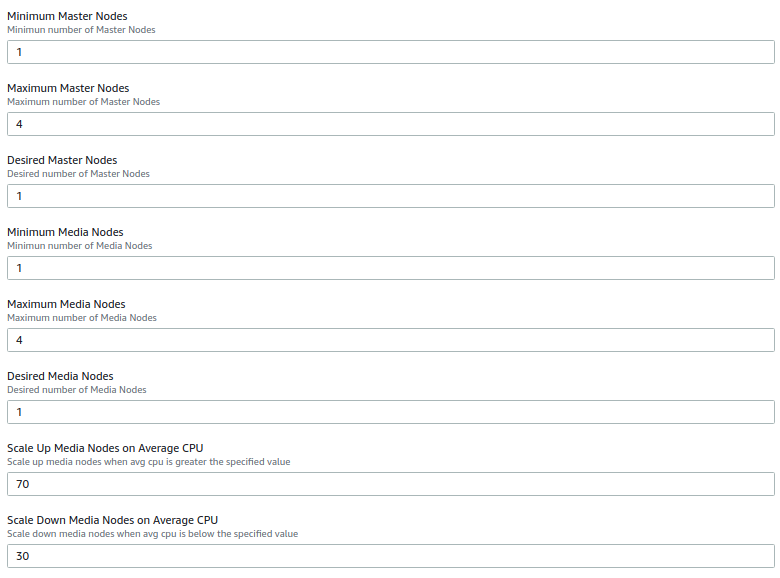 Minimum Master Nodes
Minimun number of Master Nodes
1
Maximum Master Nodes
Maximum number of Master Nodes
4
Desired Master Nodes
Desired number of Master Nodes
1
Minimum Media Nodes
Minimun number of Media Nodes
1
Maximum Media Nodes
Maximum number of Media Nodes
4
Desired Media Nodes
Desired number of Media Nodes
1
Scale Up Media Nodes on Average CPU
Scale up media nodes when avg cpu is greater the specified value
70
Scale Down Media Nodes on Average CPU
Scale down media nodes when avg cpu is below the specified value
30